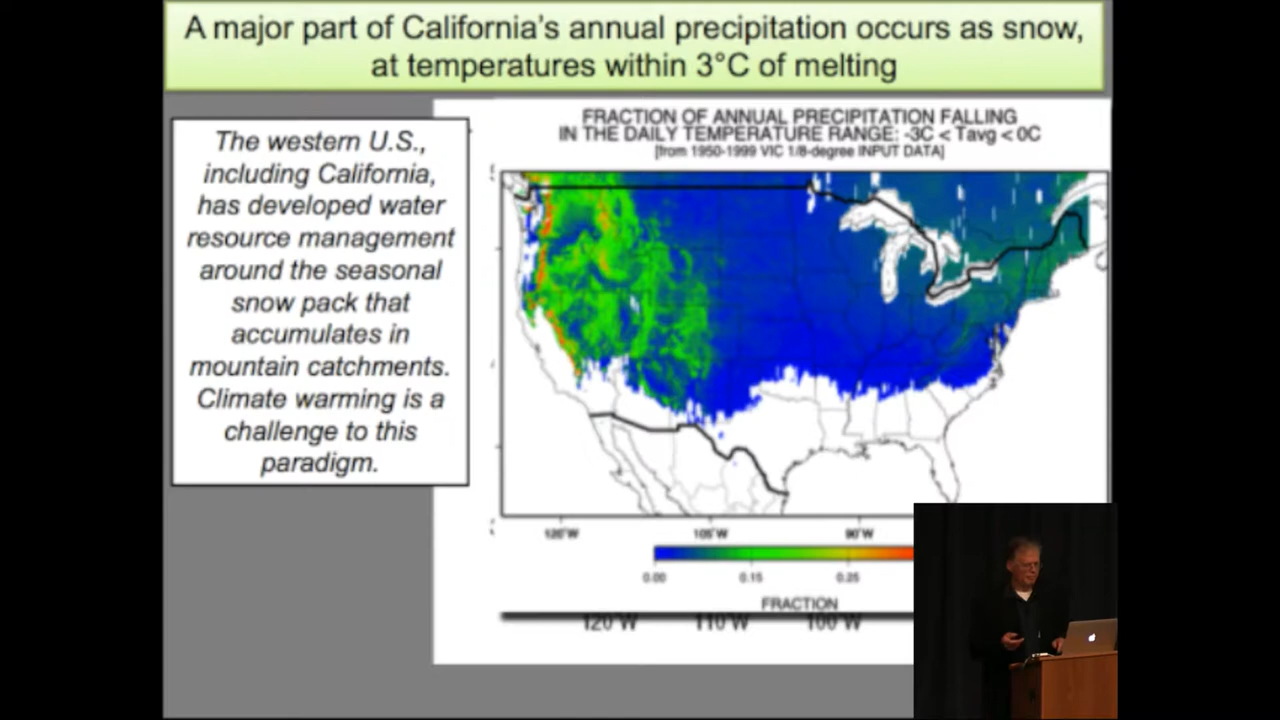 A major part of California's annual precipitation occurs as snow,
at temperatures within 3°C of melting
The western U.S.,
including California,
has developed water
resource management
around the seasonal
snow pack that
accumulates in
mountain catchments.
Climate warming is a
challenge to this
paradigm.
FRACTION OF ANNUAL PRECIPITATION FALLING
IN THE DAILY TEMPERATURE RANGE: -3C < Tavg < 0C
[from 1950-1999 VIC 1/8-degree INPUT DATA]
120°W 105°W 90°W
0.00 0.15 0.25
FRACTION
120°W 110°W 100°W